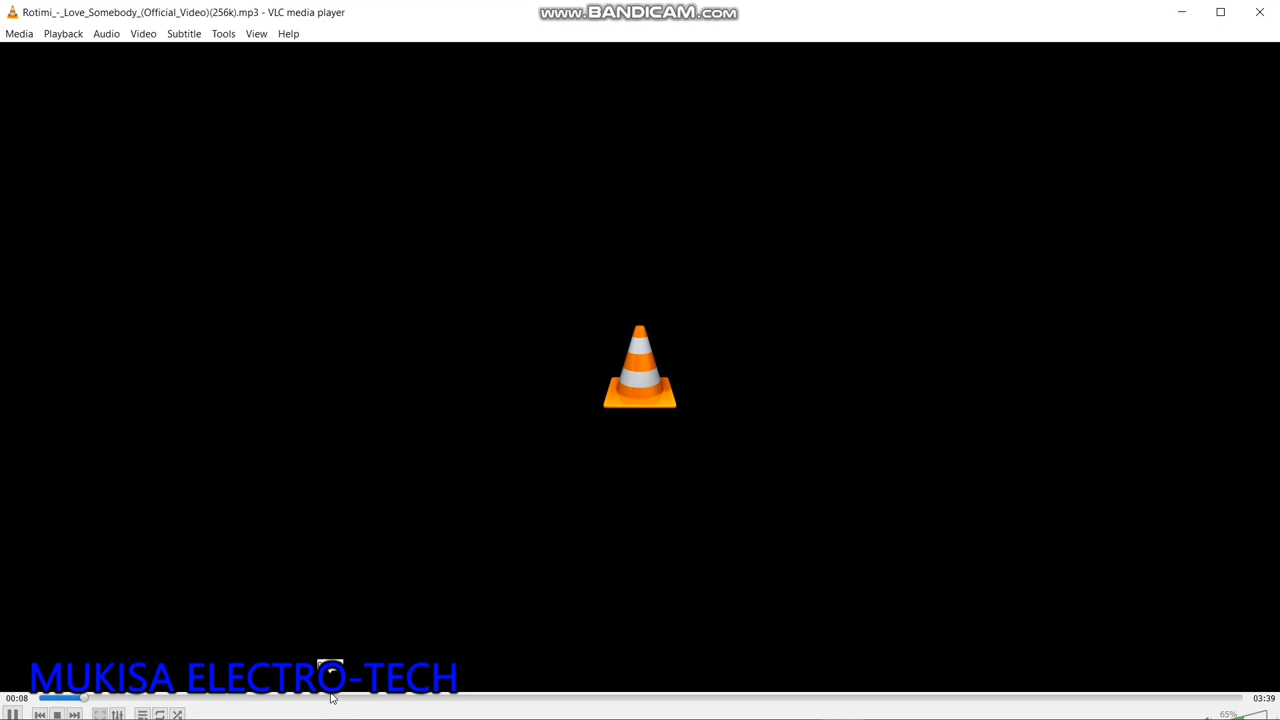 Rotimi_-_Love_Somebody_(Official_Video)(256k).mp3 - VLC media player
www.BANDICAM.com
Media Playback Audio Video Subtitle Tools View Help
MUKISA ELECTRO-TECH
00:08
03:39
65%